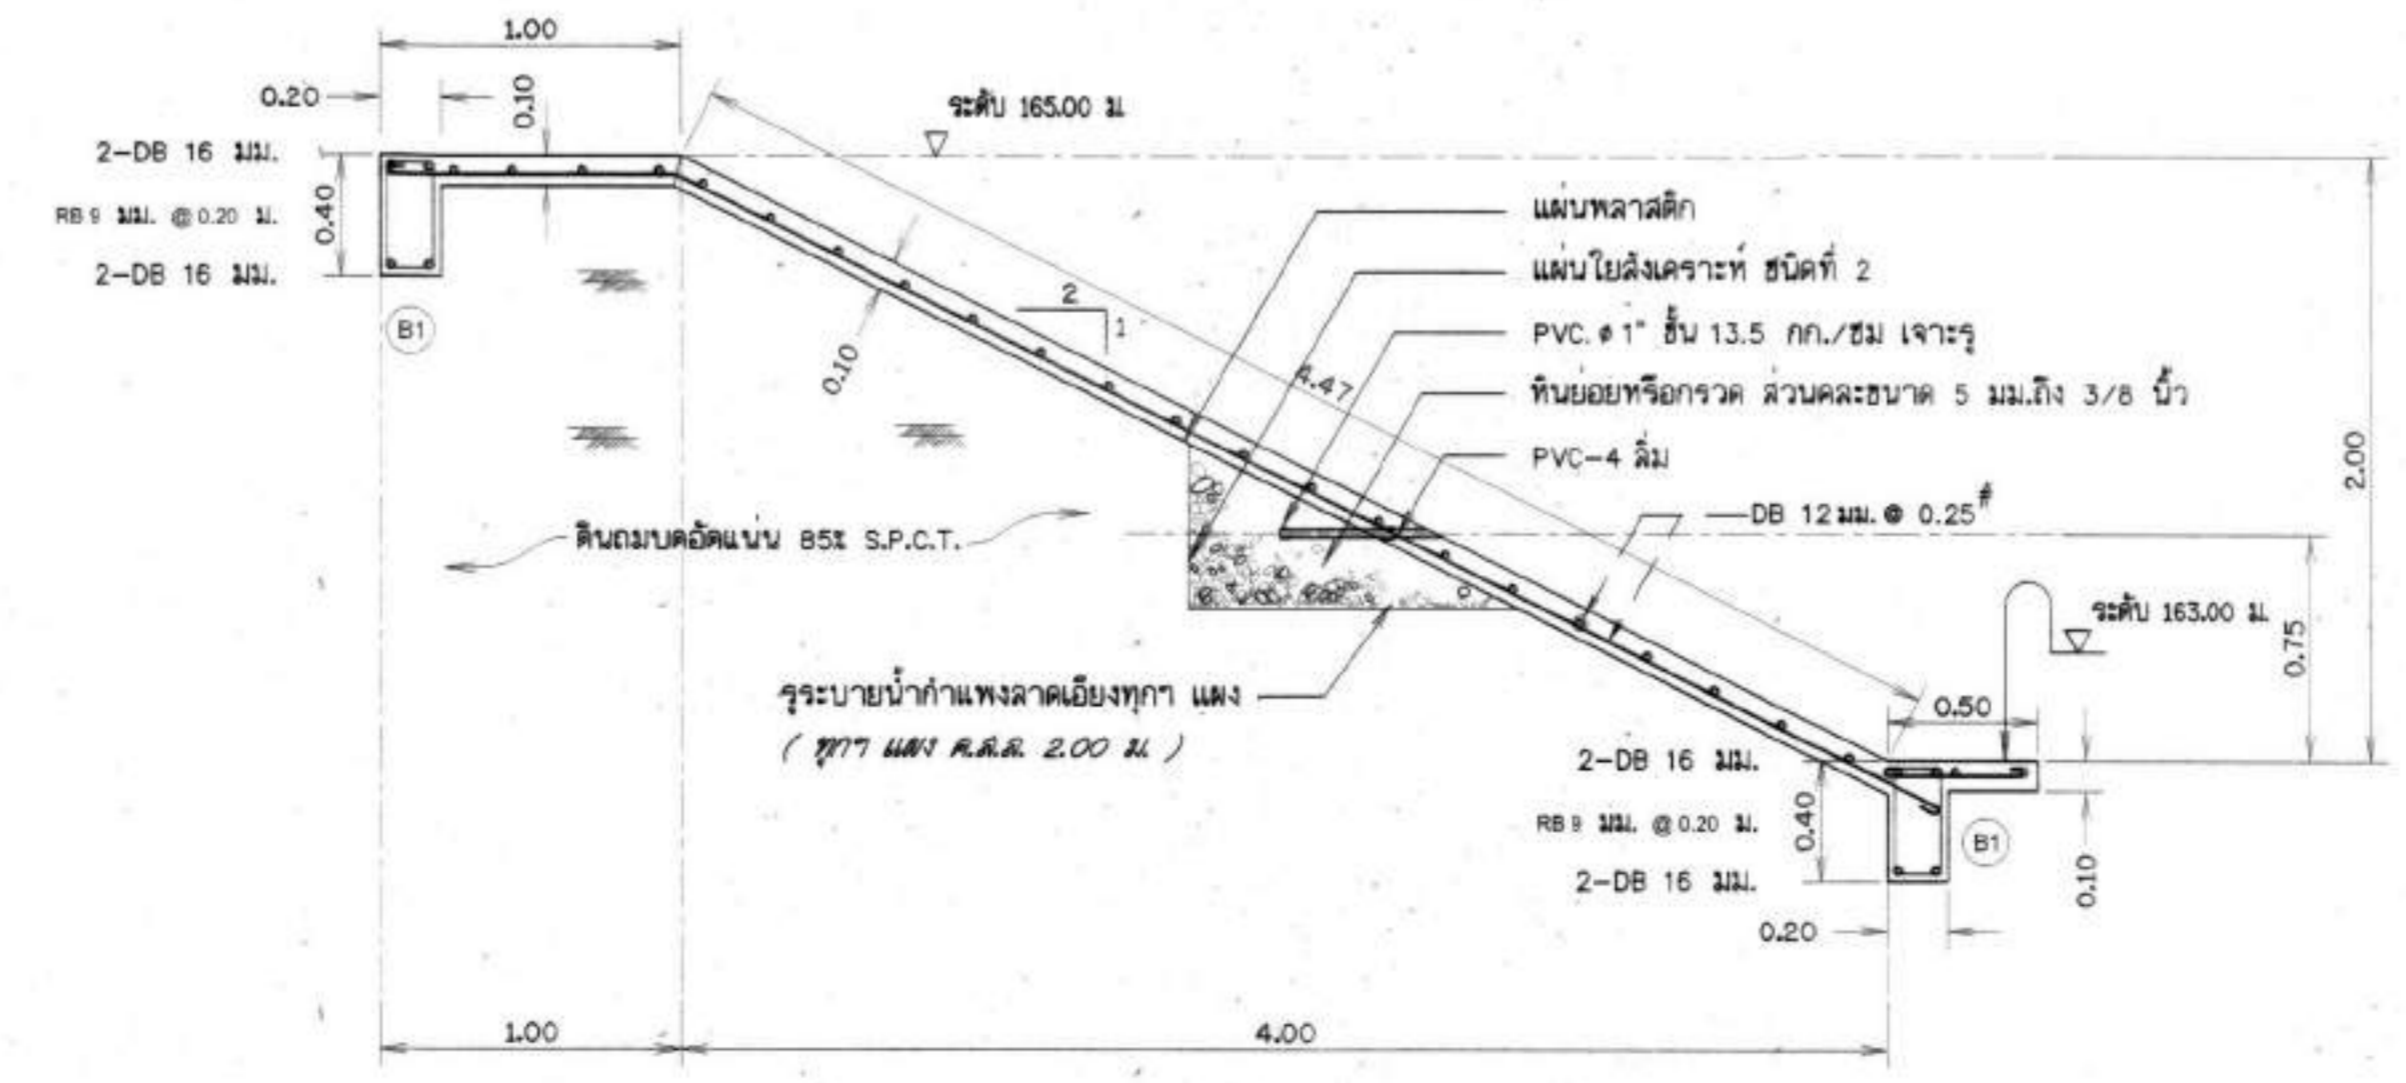 1.00
0.20
0.10
ระดับ 165.00 ม.
2-DB 16 มม.
RB 9 มม. @ 0.20 ม.
2-DB 16 มม.
0.40
B1
แผ่นพลาสติก
แผ่นใยสังเคราะห์ ชนิดที่ 2
2
1
PVC. ø 1" ชั้น 13.5 กก./ซม เจาะรู
0.10
4.47
หินย่อยหรือกรวด ส่วนคละขนาด 5 มม.ถึง 3/8 นิ้ว
PVC-4 ลิ่ม
2.00
DB 12 มม. @ 0.25#
ดินถมบดอัดแน่น 85% S.P.C.T.
ระดับ 163.00 ม.
0.75
รูระบายน้ำกำแพงลาดเอียงทุกๆ แผง
( ทุกๆ แผง ค.ส.ล. 2.00 ม. )
0.50
2-DB 16 มม.
RB 9 มม. @ 0.20 ม.
2-DB 16 มม.
0.40
B1
0.10
0.20
1.00
4.00